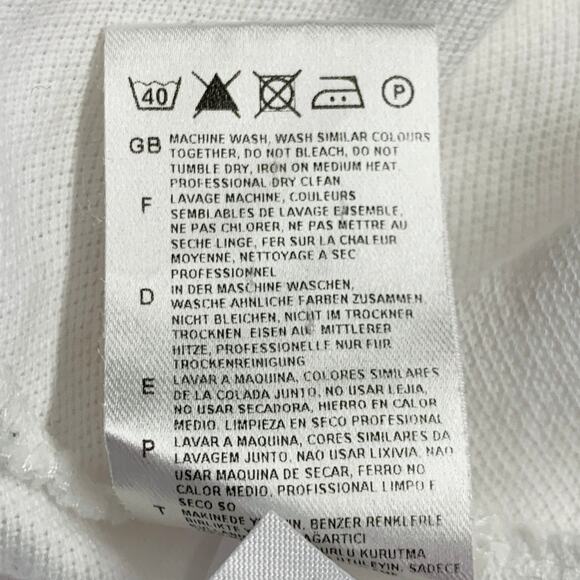 40 P
GB MACHINE WASH, WASH SIMILAR COLOURS
TOGETHER, DO NOT BLEACH, DO NOT
TUMBLE DRY, IRON ON MEDIUM HEAT.
PROFESSIONAL DRY CLEAN
F LAVAGE MACHINE, COULEURS
SEMBLABLES DE LAVAGE ENSEMBLE,
NE PAS CHLORER, NE PAS METTRE AU
SECHE LINGE, FER SUR LA CHALEUR
MOYENNE, NETTOYAGE A SEC
PROFESSIONNEL
D IN DER MASCHINE WASCHEN,
WASCHE AHNLICHE FARBEN ZUSAMMEN,
NICHT BLEICHEN, NICHT IM TROCKNER
TROCKNEN. EISEN AUF MITTLERER
HITZE, PROFESSIONELLE NUR FUR
TROCKENREINIGUNG
E LAVAR A MAQUINA, COLORES SIMILARES
DE LA COLADA JUNTO, NO USAR LEJIA,
NO USAR SECADORA, HIERRO EN CALOR
MEDIO. LIMPIEZA EN SECO PROFESIONAL
P LAVAR A MAQUINA, CORES SIMILARES DA
LAVAGEM JUNTO, NAO USAR LIXIVIA, NAO
USAR MAQUINA DE SECAR, FERRO NO
CALOR MEDIO, PROFISSIONAL LIMPO E
SECO SO
T MAKINEDE BENZER RENKLERLE
BIRLIKTE
KURUTMA
SADECE